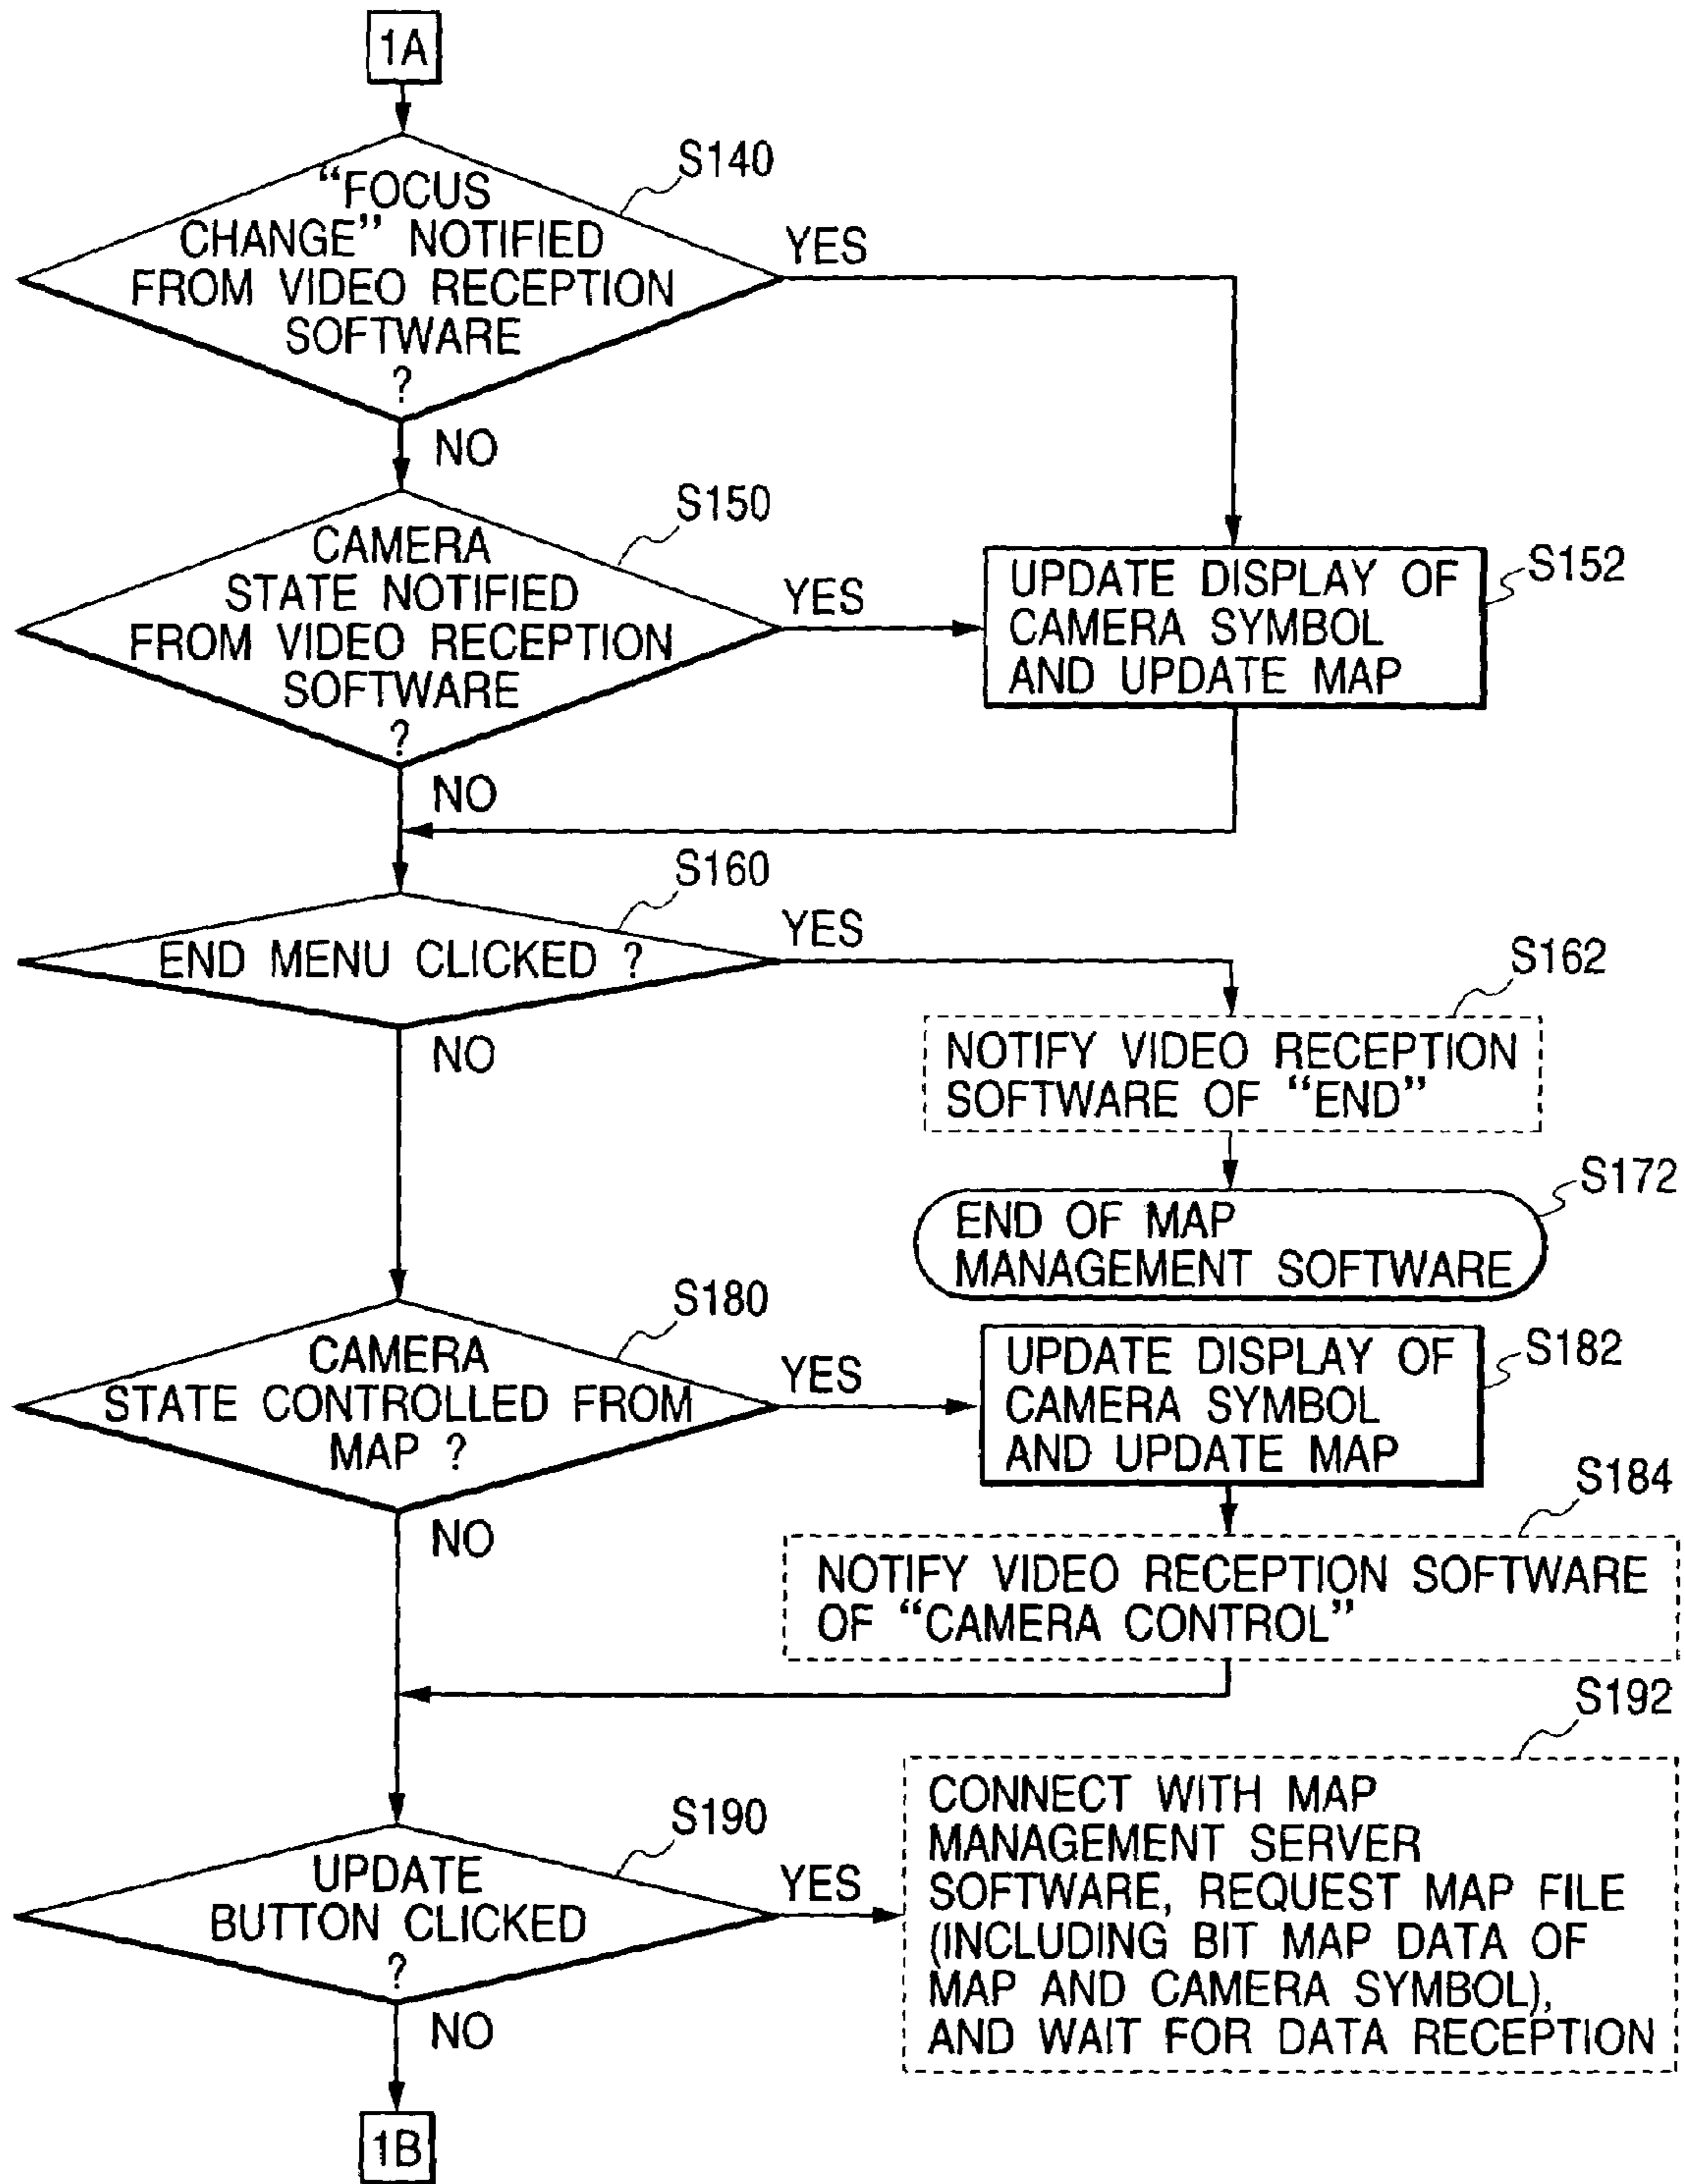 1A
S140
“FOCUS
CHANGE” NOTIFIED
FROM VIDEO RECEPTION
SOFTWARE
?
YES
NO
S150
CAMERA
STATE NOTIFIED
FROM VIDEO RECEPTION
SOFTWARE
?
YES
NO
S152
UPDATE DISPLAY OF
CAMERA SYMBOL
AND UPDATE MAP
S160
END MENU CLICKED ?
YES
NO
S162
NOTIFY VIDEO RECEPTION
SOFTWARE OF “END”
S172
END OF MAP
MANAGEMENT SOFTWARE
S180
CAMERA
STATE CONTROLLED FROM
MAP ?
YES
NO
S182
UPDATE DISPLAY OF
CAMERA SYMBOL
AND UPDATE MAP
S184
NOTIFY VIDEO RECEPTION SOFTWARE
OF “CAMERA CONTROL”
S190
UPDATE
BUTTON CLICKED
?
YES
NO
S192
CONNECT WITH MAP
MANAGEMENT SERVER
SOFTWARE, REQUEST MAP FILE
(INCLUDING BIT MAP DATA OF
MAP AND CAMERA SYMBOL),
AND WAIT FOR DATA RECEPTION
1B